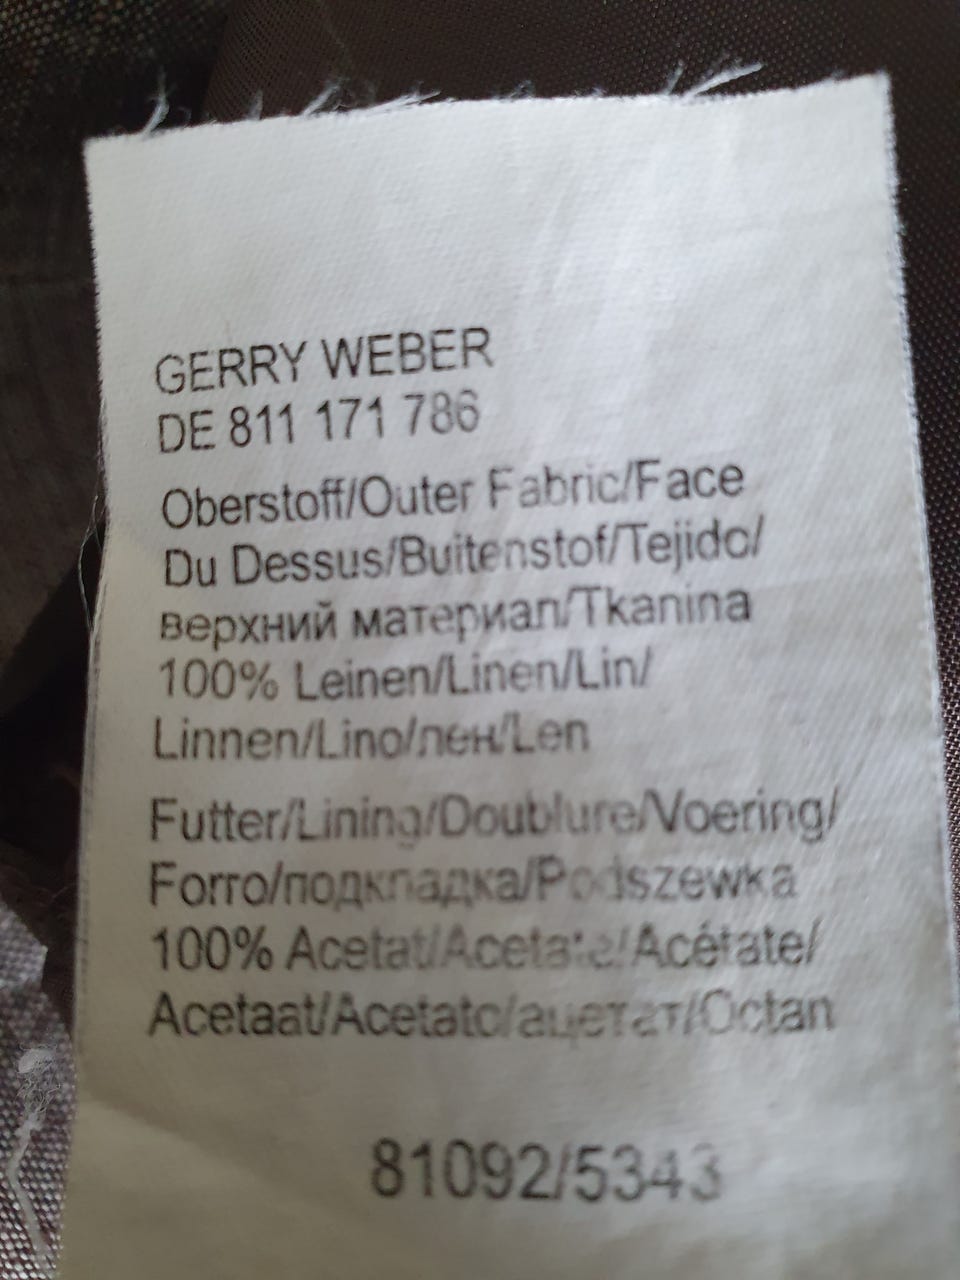 GERRY WEBER
DE 811 171 786
Oberstoff/Outer Fabric/Face
Du Dessus/Buitenstof/Tejido/
верхний материал/Tkanina
100% Leinen/Linen/Lin/
Linnen/Lino/лен/Len
Futter/Lining/Doublure/Voering/
Forro/подкладка/Podszewka
100% Acetat/Acetate/Acétate/
Acetaat/Acetato/ацетат/Octan
81092/5343